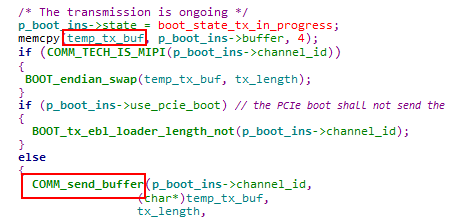 /* The transmission is ongoing */
p_boot_ins->state = boot_state_tx_in_progress;
memcpy(temp_tx_buf, p_boot_ins->buffer, 4);
if (COMM_TECH_IS_MIPI(p_boot_ins->channel_id))
{
BOOT_endian_swap(temp_tx_buf, tx_length);
}
if (p_boot_ins->use_pcie_boot) // the PCIe boot shall not send the
{
BOOT_tx_ebl_loader_length_not(p_boot_ins->channel_id);
}
else
{
COMM_send_buffer(p_boot_ins->channel_id,
(char*)temp_tx_buf,
tx_length,